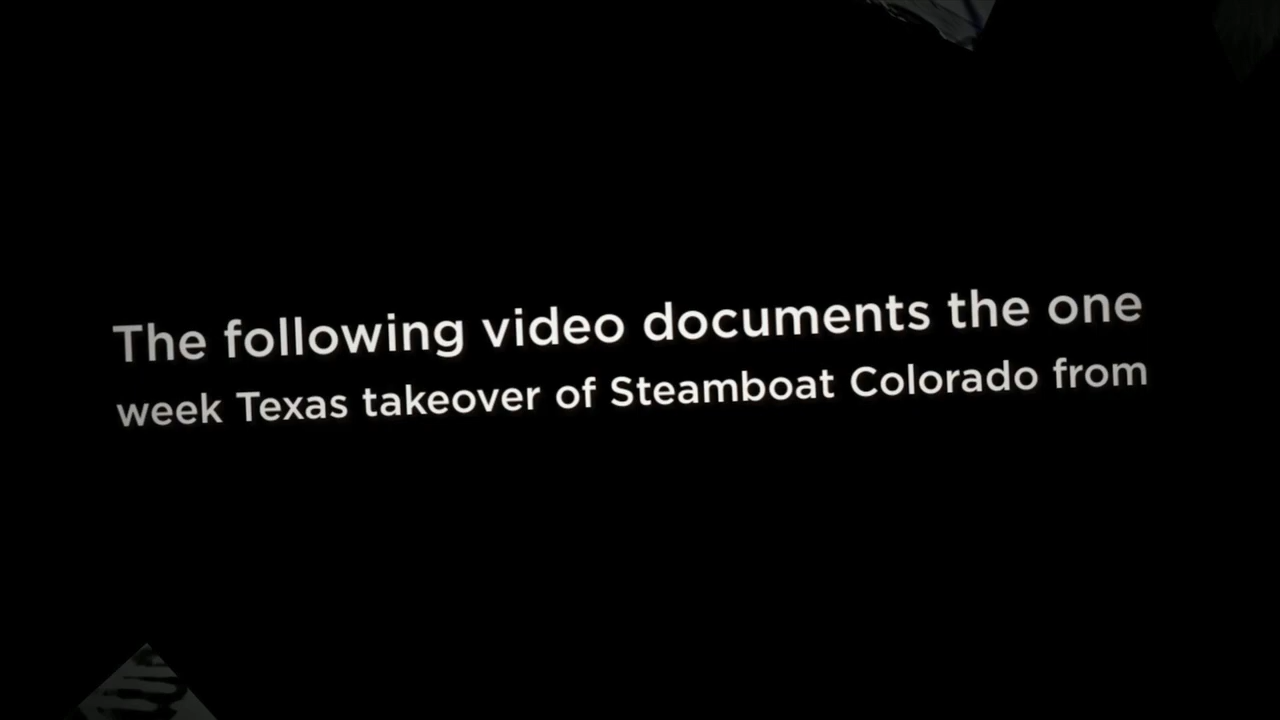 The following video documents the one
week Texas takeover of Steamboat Colorado from